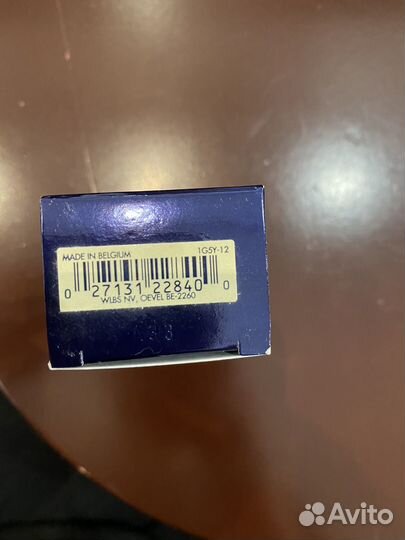 MADE IN BELGIUM 1G5Y-12
0 27131 22840 0
WLBS NV, OEVEL BE-2260
Avito